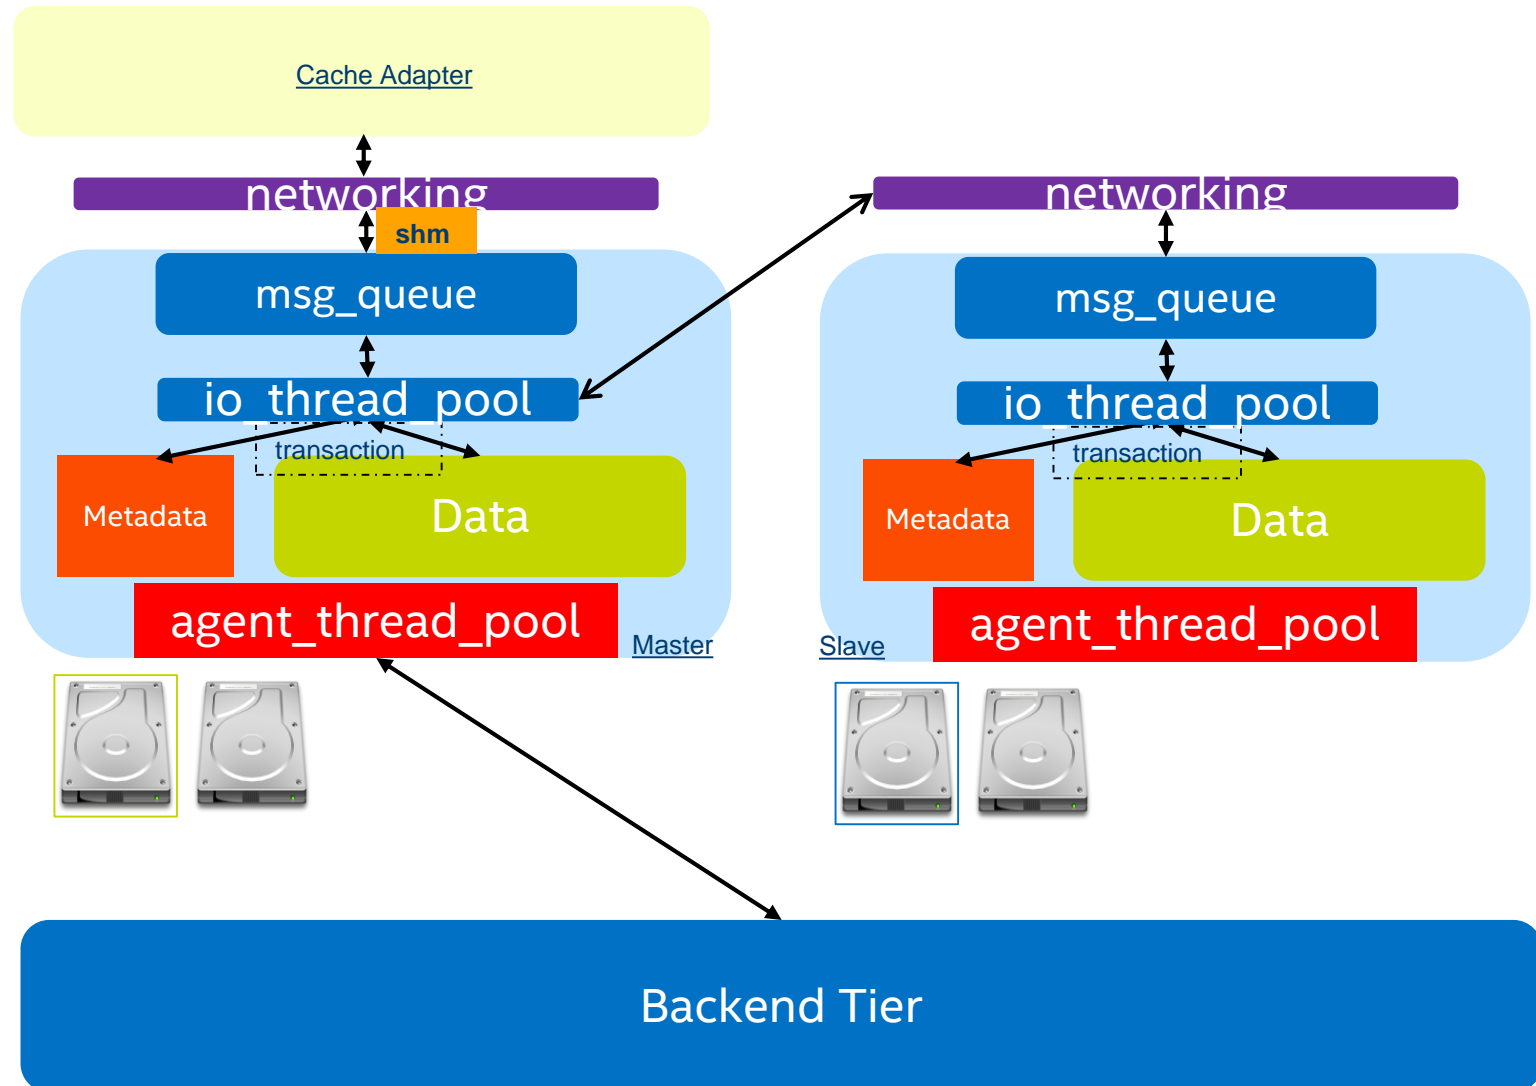 Cache Adapter
networking
shm
msg_queue
io_thread_pool
transaction
Metadata
Data
agent_thread_pool
Master
networking
msg_queue
io_thread_pool
transaction
Metadata
Data
agent_thread_pool
Slave
Backend Tier